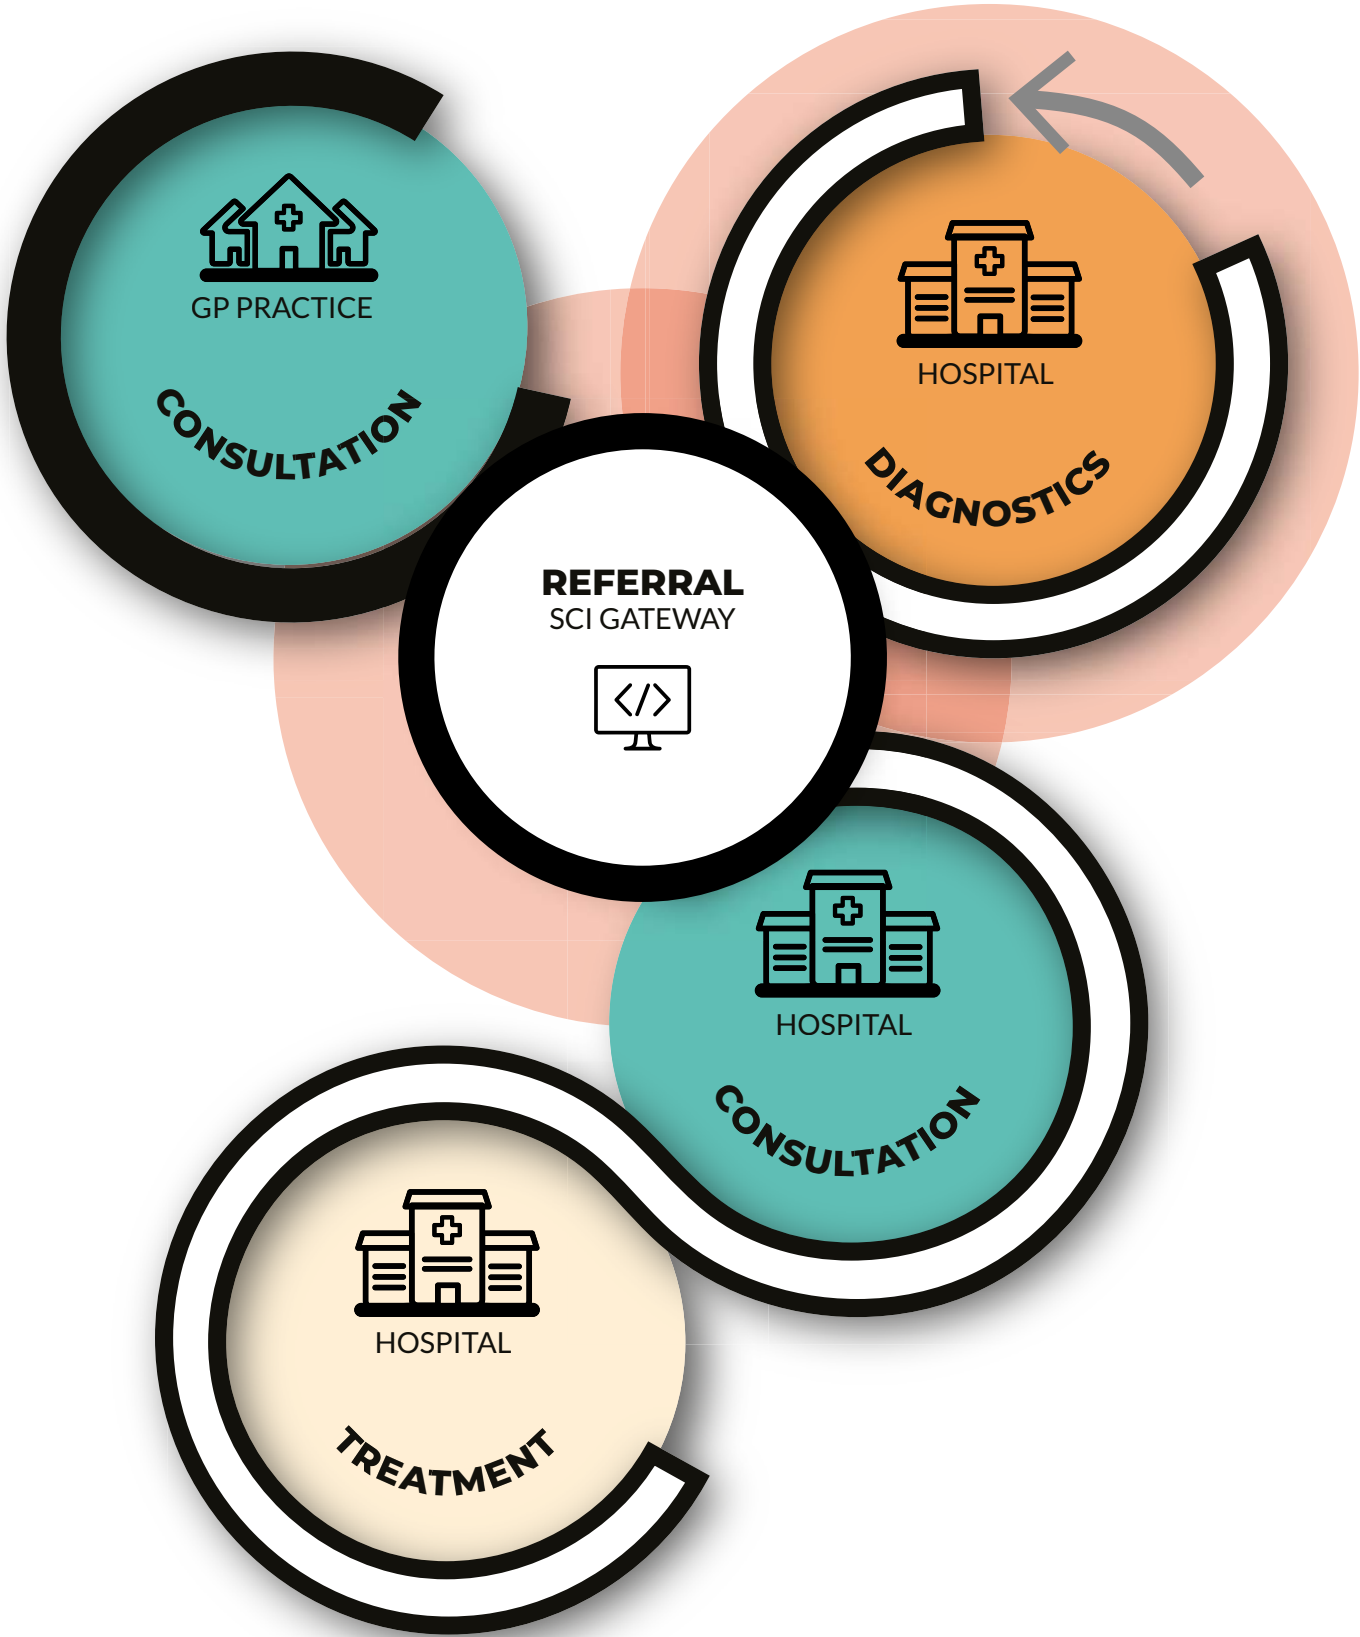 GP PRACTICE
CONSULTATION
HOSPITAL
DIAGNOSTICS
REFERRAL
SCI GATEWAY
</>
HOSPITAL
CONSULTATION
HOSPITAL
TREATMENT